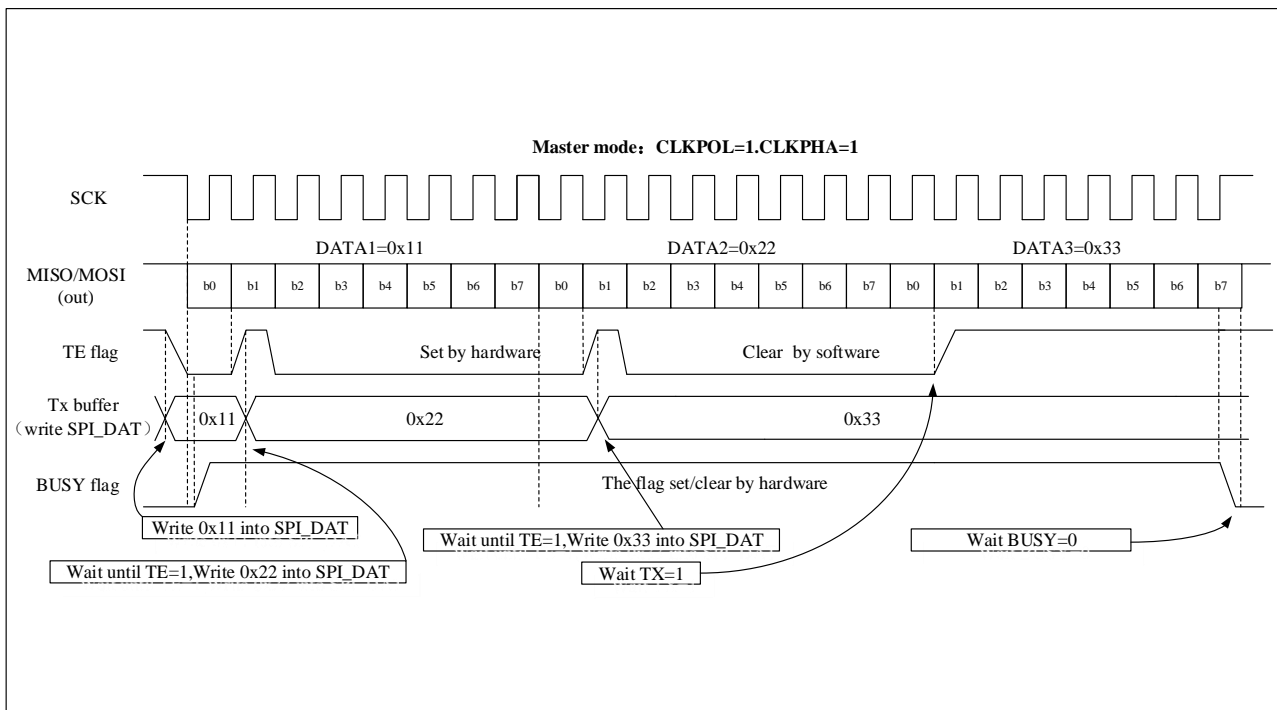 Master mode：CLKPOL=1.CLKPHA=1
SCK
DATA1=0x11 DATA2=0x22 DATA3=0x33
MISO/MOSI
(out)
b0 b1 b2 b3 b4 b5 b6 b7 b0 b1 b2 b3 b4 b5 b6 b7 b0 b1 b2 b3 b4 b5 b6 b7
TE flag
Set by hardware
Clear by software
Tx buffer
（write SPI_DAT）
0x11 0x22 0x33
BUSY flag
The flag set/clear by hardware
Write 0x11 into SPI_DAT
Wait until TE=1,Write 0x33 into SPI_DAT
Wait BUSY=0
Wait until TE=1,Write 0x22 into SPI_DAT
Wait TX=1